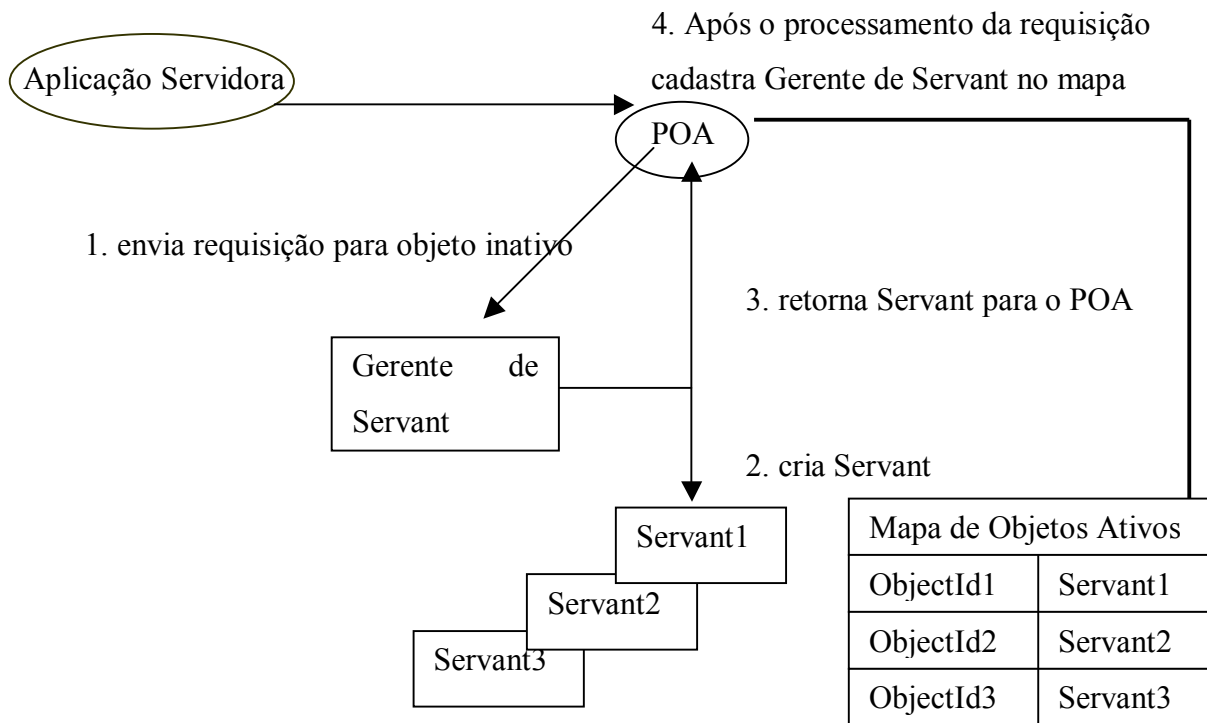 4. Após o processamento da requisição
cadastra Gerente de Servant no mapa
Aplicação Servidora
POA
1. envia requisição para objeto inativo
3. retorna Servant para o POA
Gerente de
Servant
2. cria Servant
Servant1
Servant2
Servant3
Mapa de Objetos Ativos
ObjectId1 Servant1
ObjectId2 Servant2
ObjectId3 Servant3